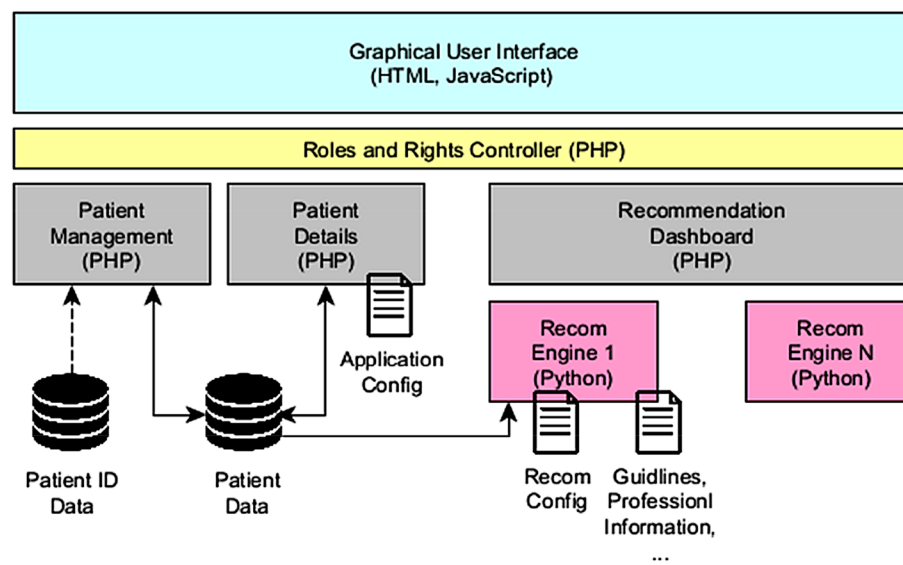 Graphical User Interface
(HTML, JavaScript)
Roles and Rights Controller (PHP)
Patient
Management
(PHP)
Patient
Details
(PHP)
Recommendation
Dashboard
(PHP)
Application
Config
Recom
Engine 1
(Python)
Recom
Engine N
(Python)
Patient ID
Data
Patient
Data
Recom
Config
Guidlines,
Professionl
Information,
...